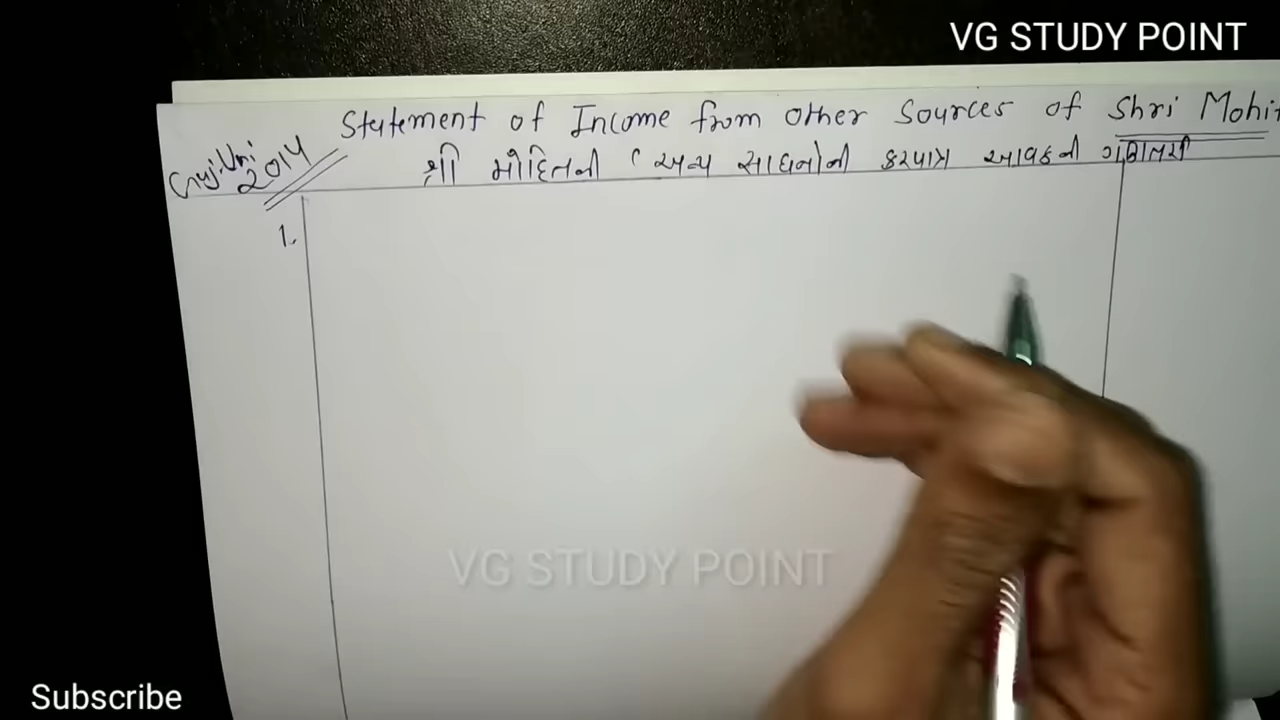 VG STUDY POINT
Statement of Income from other Sources of Shri Mohit
Guj. Uni 2014
શ્રી મોહિતની ( અન્ય સાધનોની કરપાત્ર આવકની ગણતરી
1.
VG STUDY POINT
Subscribe